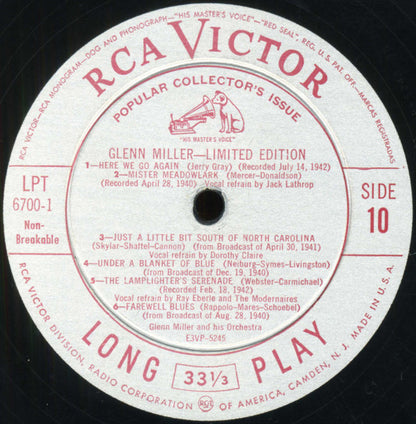 RCA VICTOR—RCA MONOGRAM—DOG AND PHONOGRAPH—"HIS MASTER'S VOICE"—"RED SEAL", REG. U.S. PAT. OFF.—MARCAS REGISTRADAS
RCA VICTOR
POPULAR COLLECTOR'S ISSUE
"HIS MASTER'S VOICE"
GLENN MILLER—LIMITED EDITION
1—HERE WE GO AGAIN (Jerry Gray) (Recorded July 14, 1942)
2—MISTER MEADOWLARK (Mercer-Donaldson)
(Recorded April 28, 1940) Vocal refrain by Jack Lathrop
LPT
6700-1
Non-
Breakable
SIDE
10
3—JUST A LITTLE BIT SOUTH OF NORTH CAROLINA
(Skylar-Shaftel-Cannon) (from Broadcast of April 30, 1941)
Vocal refrain by Dorothy Claire
4—UNDER A BLANKET OF BLUE (Neiburg-Symes-Livingston)
(from Broadcast of Dec. 19, 1940)
5—THE LAMPLIGHTER'S SERENADE (Webster-Carmichael)
(Recorded Feb. 18, 1942)
Vocal refrain by Ray Eberle and The Modernaires
6—FAREWELL BLUES (Rappolo-Mares-Schoebel)
(from Broadcast of Aug. 28, 1940)
Glenn Miller and his Orchestra
E3VP-5245
LONG 33 1/3 PLAY
RCA VICTOR DIVISION, RADIO CORPORATION RCA OF AMERICA, CAMDEN, N. J. MADE IN U.S.A.